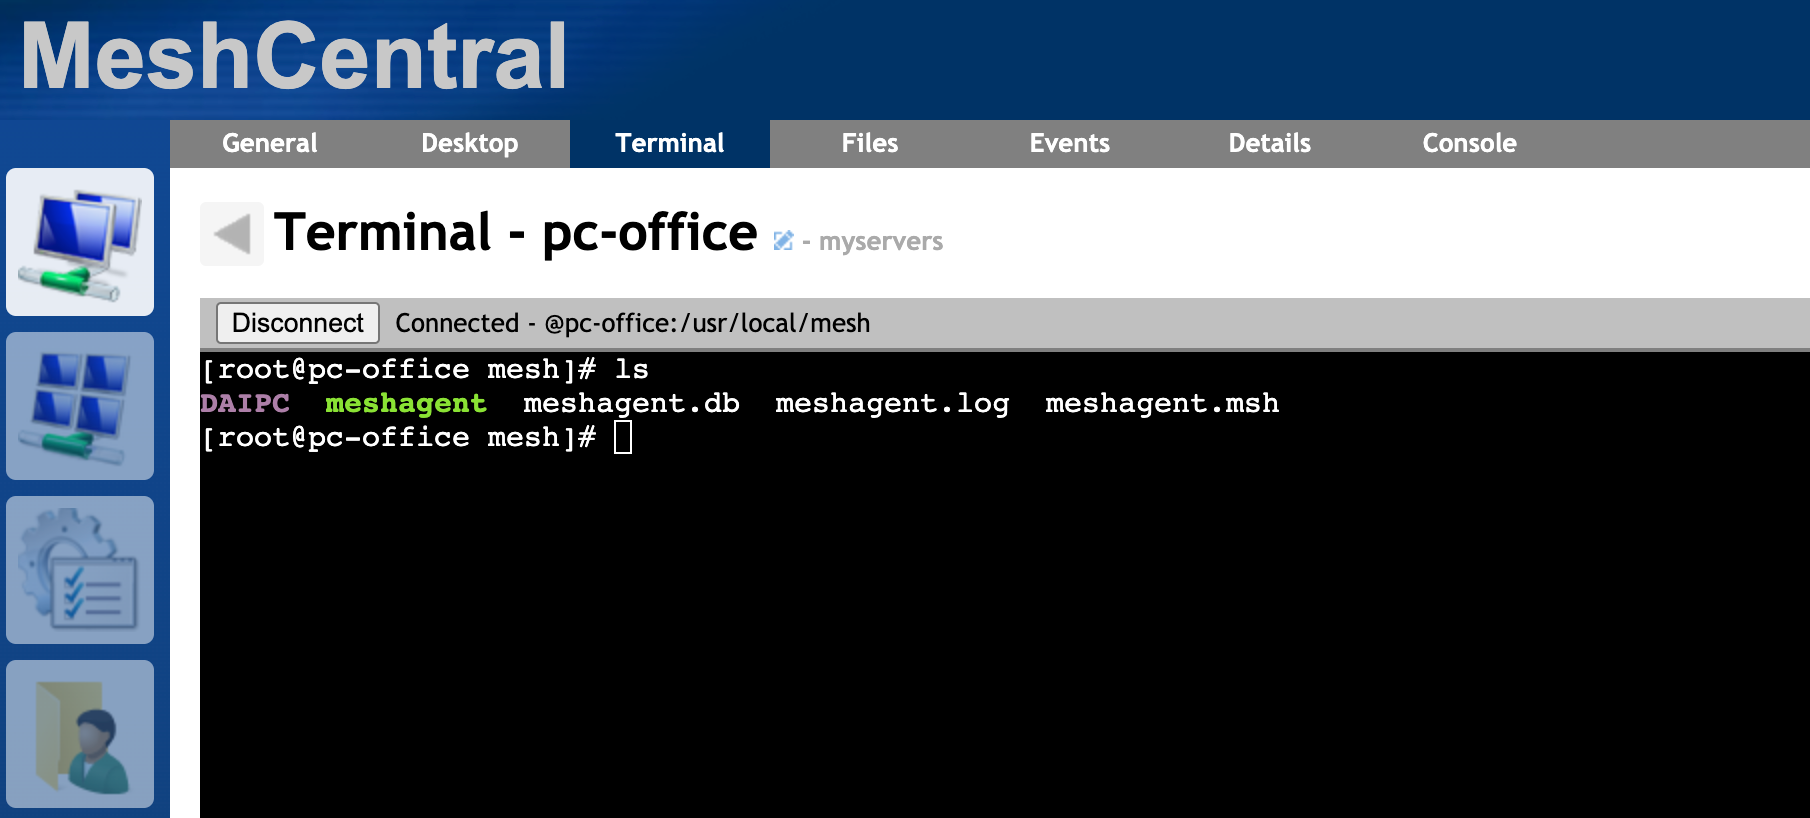 MeshCentral
General Desktop Terminal Files Events Details Console
Terminal - pc-office - myservers
Disconnect Connected - @pc-office:/usr/local/mesh
[root@pc-office mesh]# ls
DAIPC meshagent meshagent.db meshagent.log meshagent.msh
[root@pc-office mesh]#